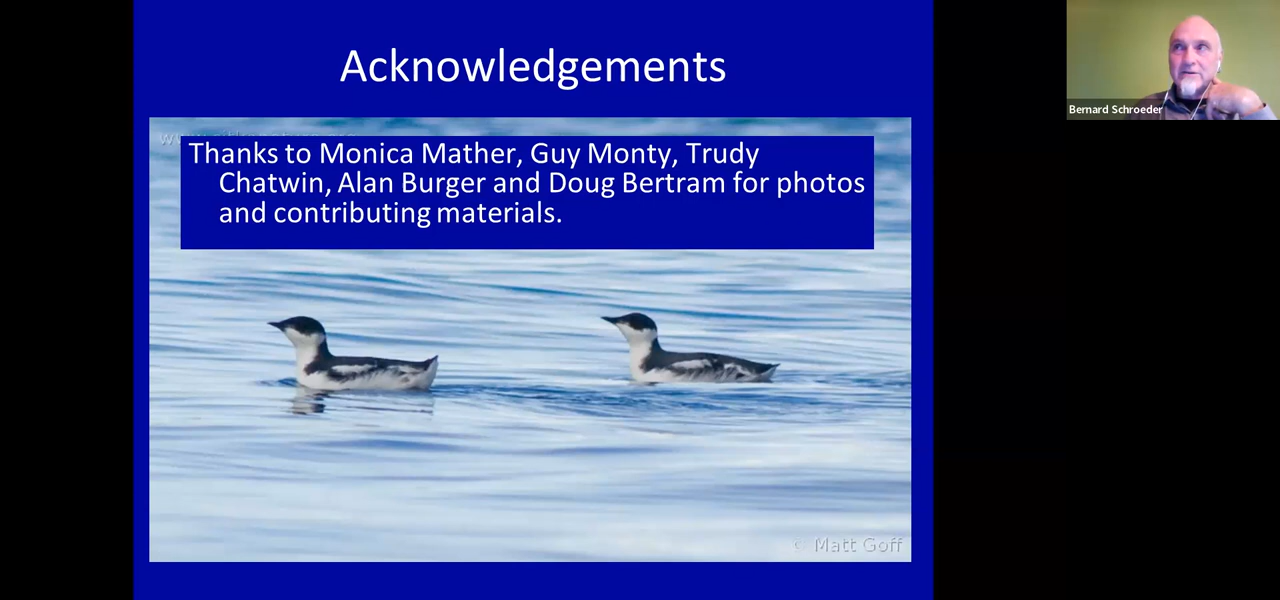 Acknowledgements
Thanks to Monica Mather, Guy Monty, Trudy
Chatwin, Alan Burger and Doug Bertram for photos
and contributing materials.
© Matt Goff
Bernard Schroeder